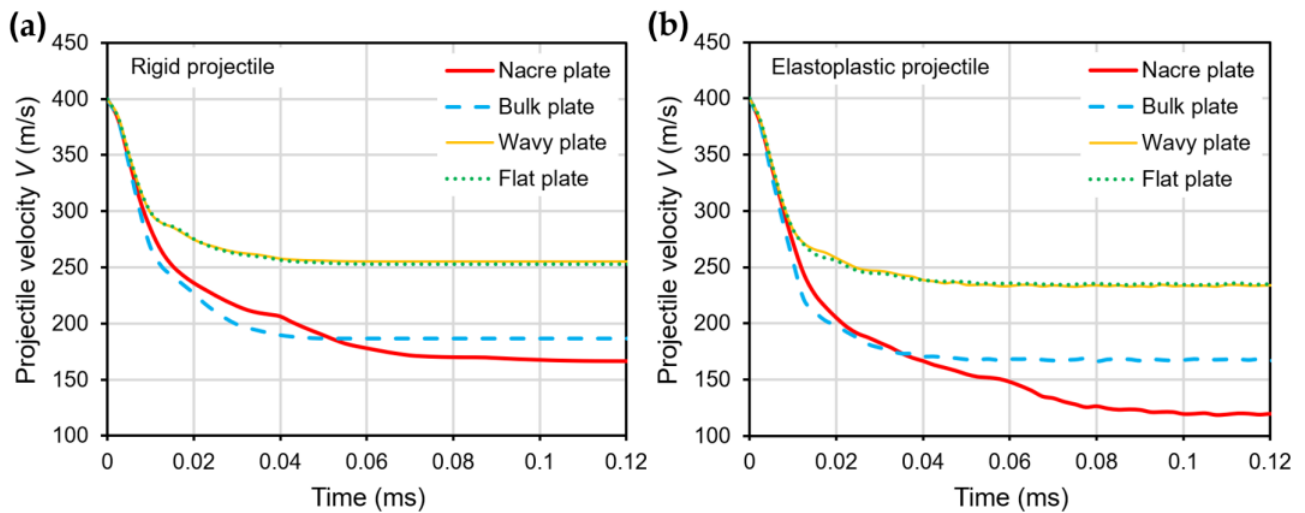 (a)
450
400
350
300
250
200
150
100
Projectile velocity V (m/s)
Rigid projectile
Nacre plate
Bulk plate
Wavy plate
Flat plate
0 0.02 0.04 0.06 0.08 0.1 0.12
Time (ms)
(b)
450
400
350
300
250
200
150
100
Projectile velocity V (m/s)
Elastoplastic projectile
Nacre plate
Bulk plate
Wavy plate
Flat plate
0 0.02 0.04 0.06 0.08 0.1 0.12
Time (ms)